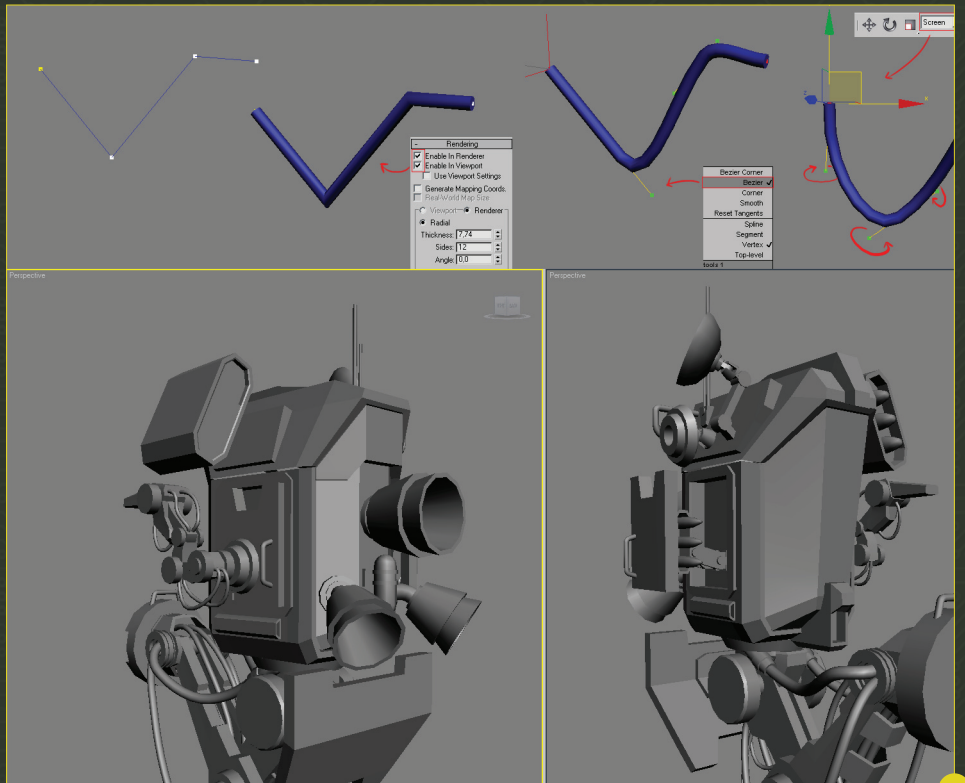 Screen
- Rendering
Enable In Renderer
Enable In Viewport
Use Viewport Settings
Generate Mapping Coords.
Real-World Map Size
Viewport Renderer
Radial
Thickness: 7,74
Sides: 12
Angle: 0,0
Bezier Corner
Bezier ✓
Corner
Smooth
Reset Tangents
Spline
Segment
Vertex ✓
Top-level
tools 1
Perspective
Perspective